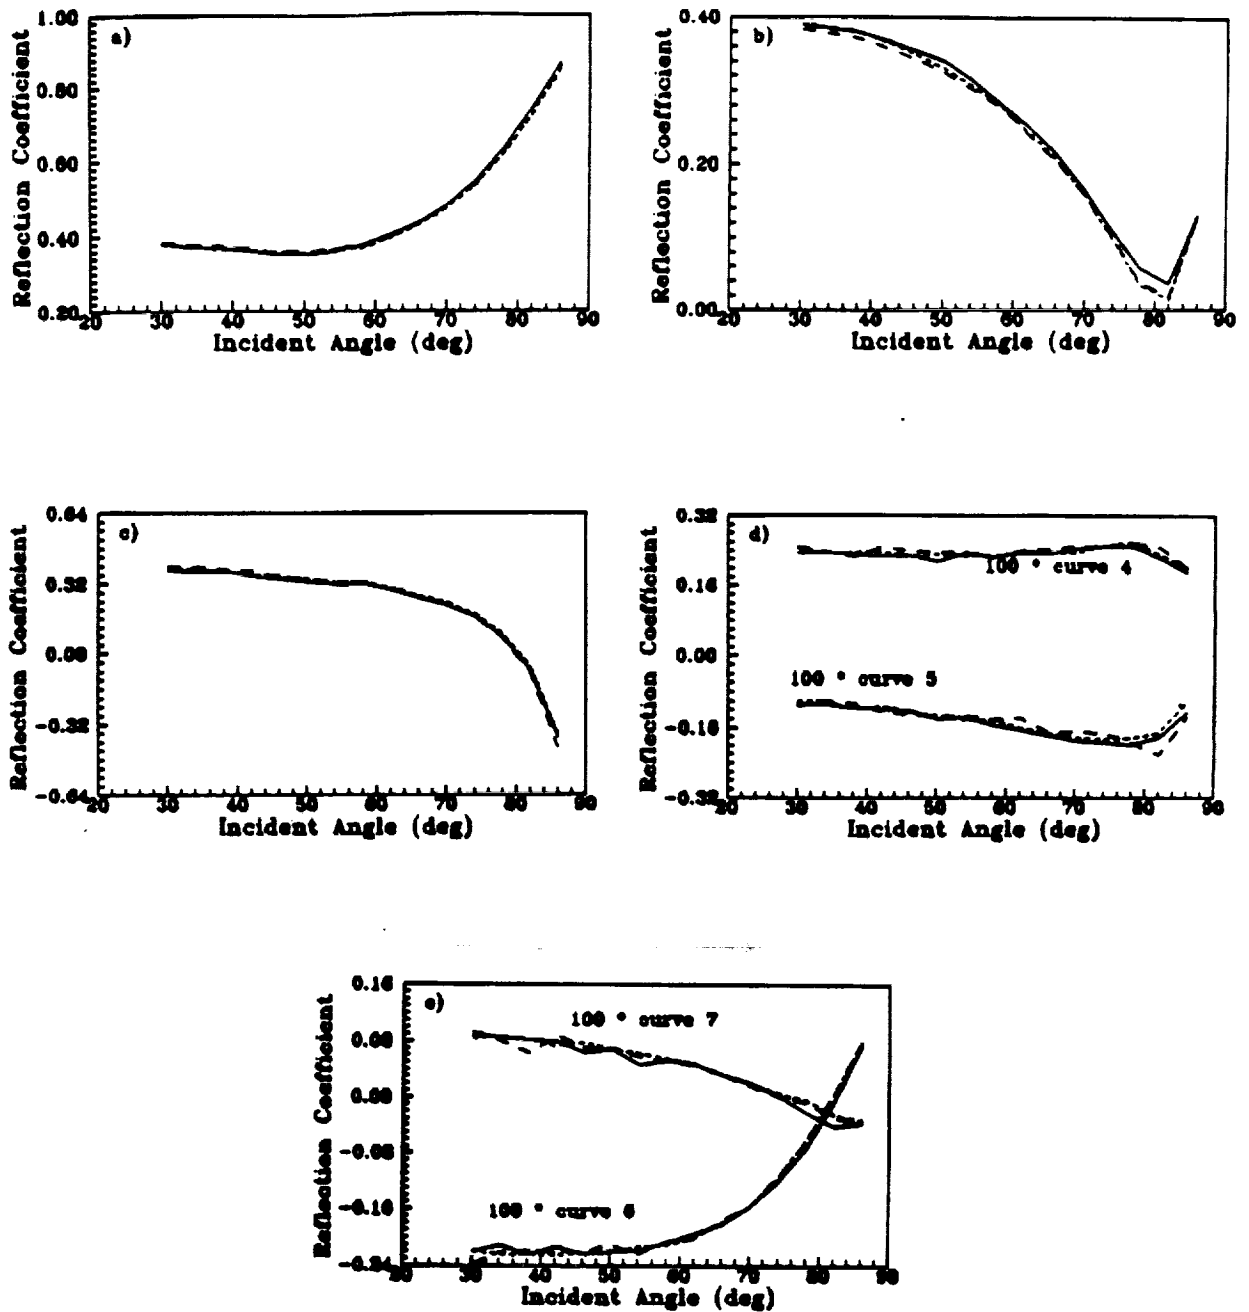 1.00
0.80
0.60
0.40
0.20
Reflection Coefficient
a)
20 30 40 50 60 70 80 90
Incident Angle (deg)
0.40
0.20
0.00
Reflection Coefficient
b)
20 30 40 50 60 70 80 90
Incident Angle (deg)
0.64
0.32
0.00
-0.32
-0.64
Reflection Coefficient
c)
20 30 40 50 60 70 80 90
Incident Angle (deg)
0.32
0.16
0.00
-0.16
-0.32
Reflection Coefficient
d)
100 * curve 4
100 * curve 5
20 30 40 50 60 70 80 90
Incident Angle (deg)
0.16
0.08
0.00
-0.08
-0.16
-0.24
Reflection Coefficient
e)
100 * curve 7
100 * curve 6
20 30 40 50 60 70 80 90
Incident Angle (deg)